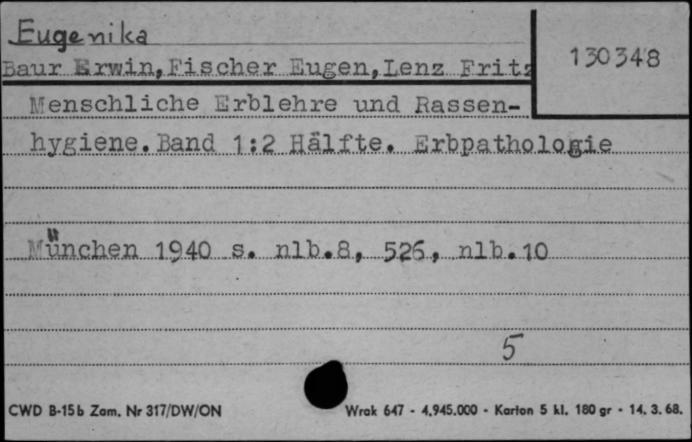 Eugenika
130348
Baur Erwin,Fischer Eugen,Lenz Fritz
Menschliche Erblehre und Rassen-
hygiene.Band 1:2 Hälfte. Erbpathologie
München 1940 s. nlb.8, 526, nlb.10
5
CWD B-15b Zam. Nr 317/DW/ON
Wrak 647 - 4.945.000 - Karton 5 kl. 180 gr - 14. 3. 68.